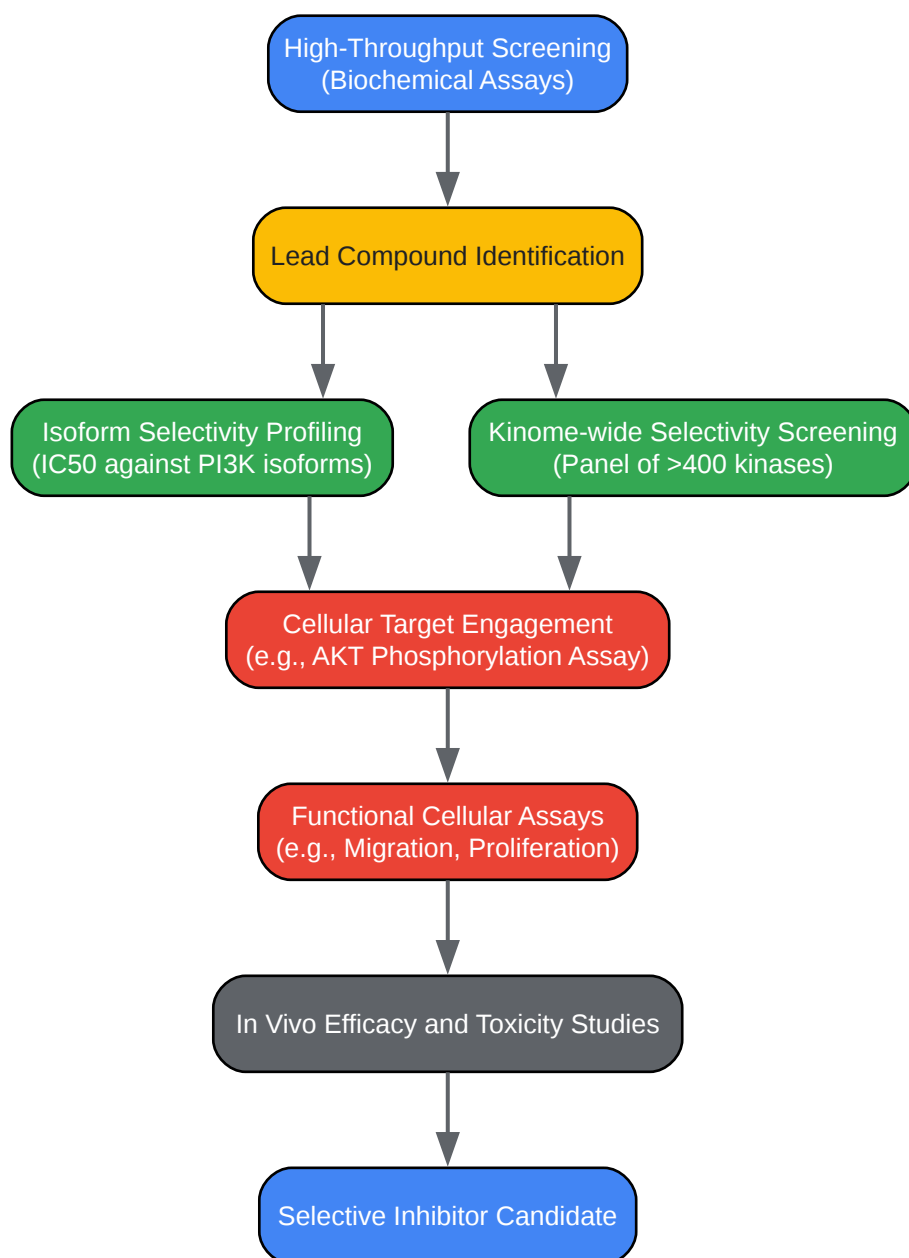 High-Throughput Screening
(Biochemical Assays)
Lead Compound Identification
Isoform Selectivity Profiling
(IC50 against PI3K isoforms)
Kinome-wide Selectivity Screening
(Panel of >400 kinases)
Cellular Target Engagement
(e.g., AKT Phosphorylation Assay)
Functional Cellular Assays
(e.g., Migration, Proliferation)
In Vivo Efficacy and Toxicity Studies
Selective Inhibitor Candidate